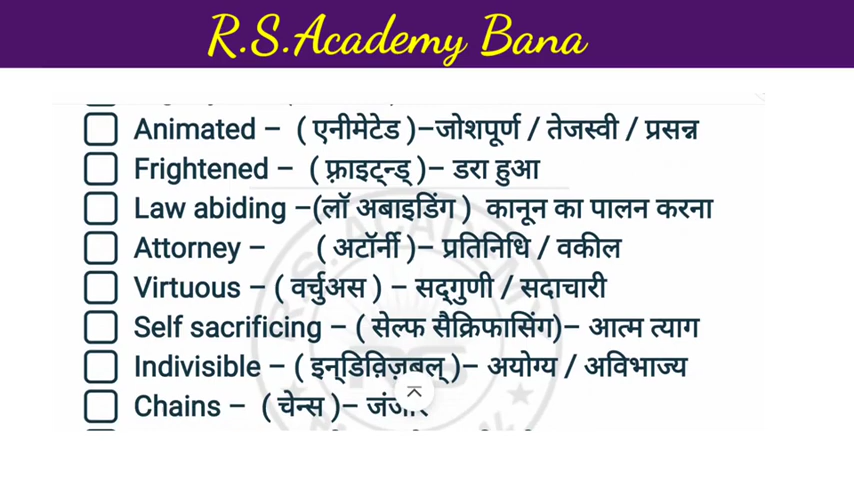 R.S.Academy Bana
Animated – ( एनीमेटेड )–जोशपूर्ण / तेजस्वी / प्रसन्न
Frightened – ( फ़्राइट्न्ड् )– डरा हुआ
Law abiding –(लॉ अबाइडिंग ) कानून का पालन करना
Attorney – ( अटॉर्नी )– प्रतिनिधि / वकील
Virtuous – ( वर्चुअस ) – सद्गुणी / सदाचारी
Self sacrificing – ( सेल्फ सैक्रिफासिंग)– आत्म त्याग
Indivisible – ( इन्डिव़िज़बल् )– अयोग्य / अविभाज्य
Chains – ( चेन्स )–